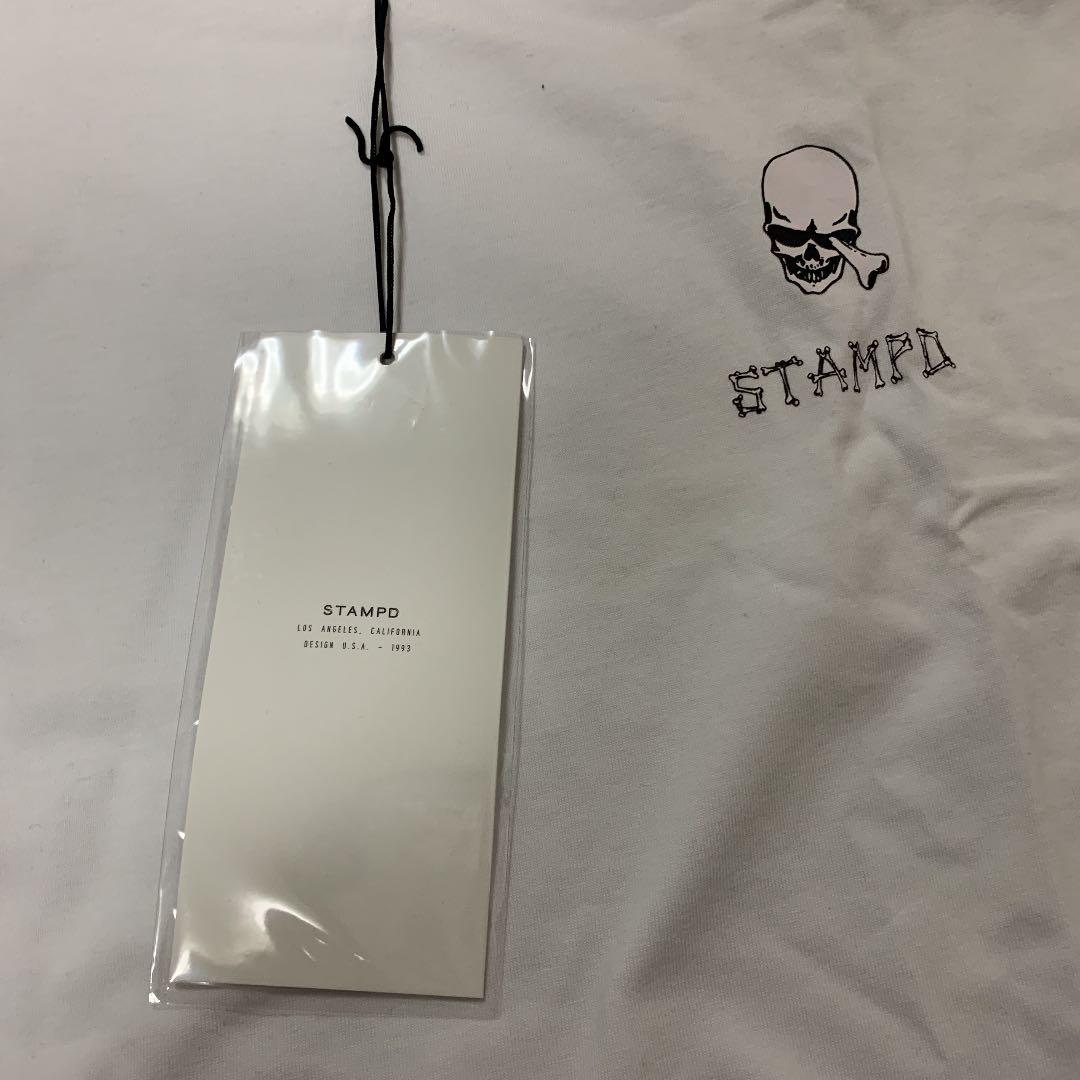 STAMPD
STAMPD
LOS ANGELES, CALIFORNIA
DESIGN U.S.A. - 1993